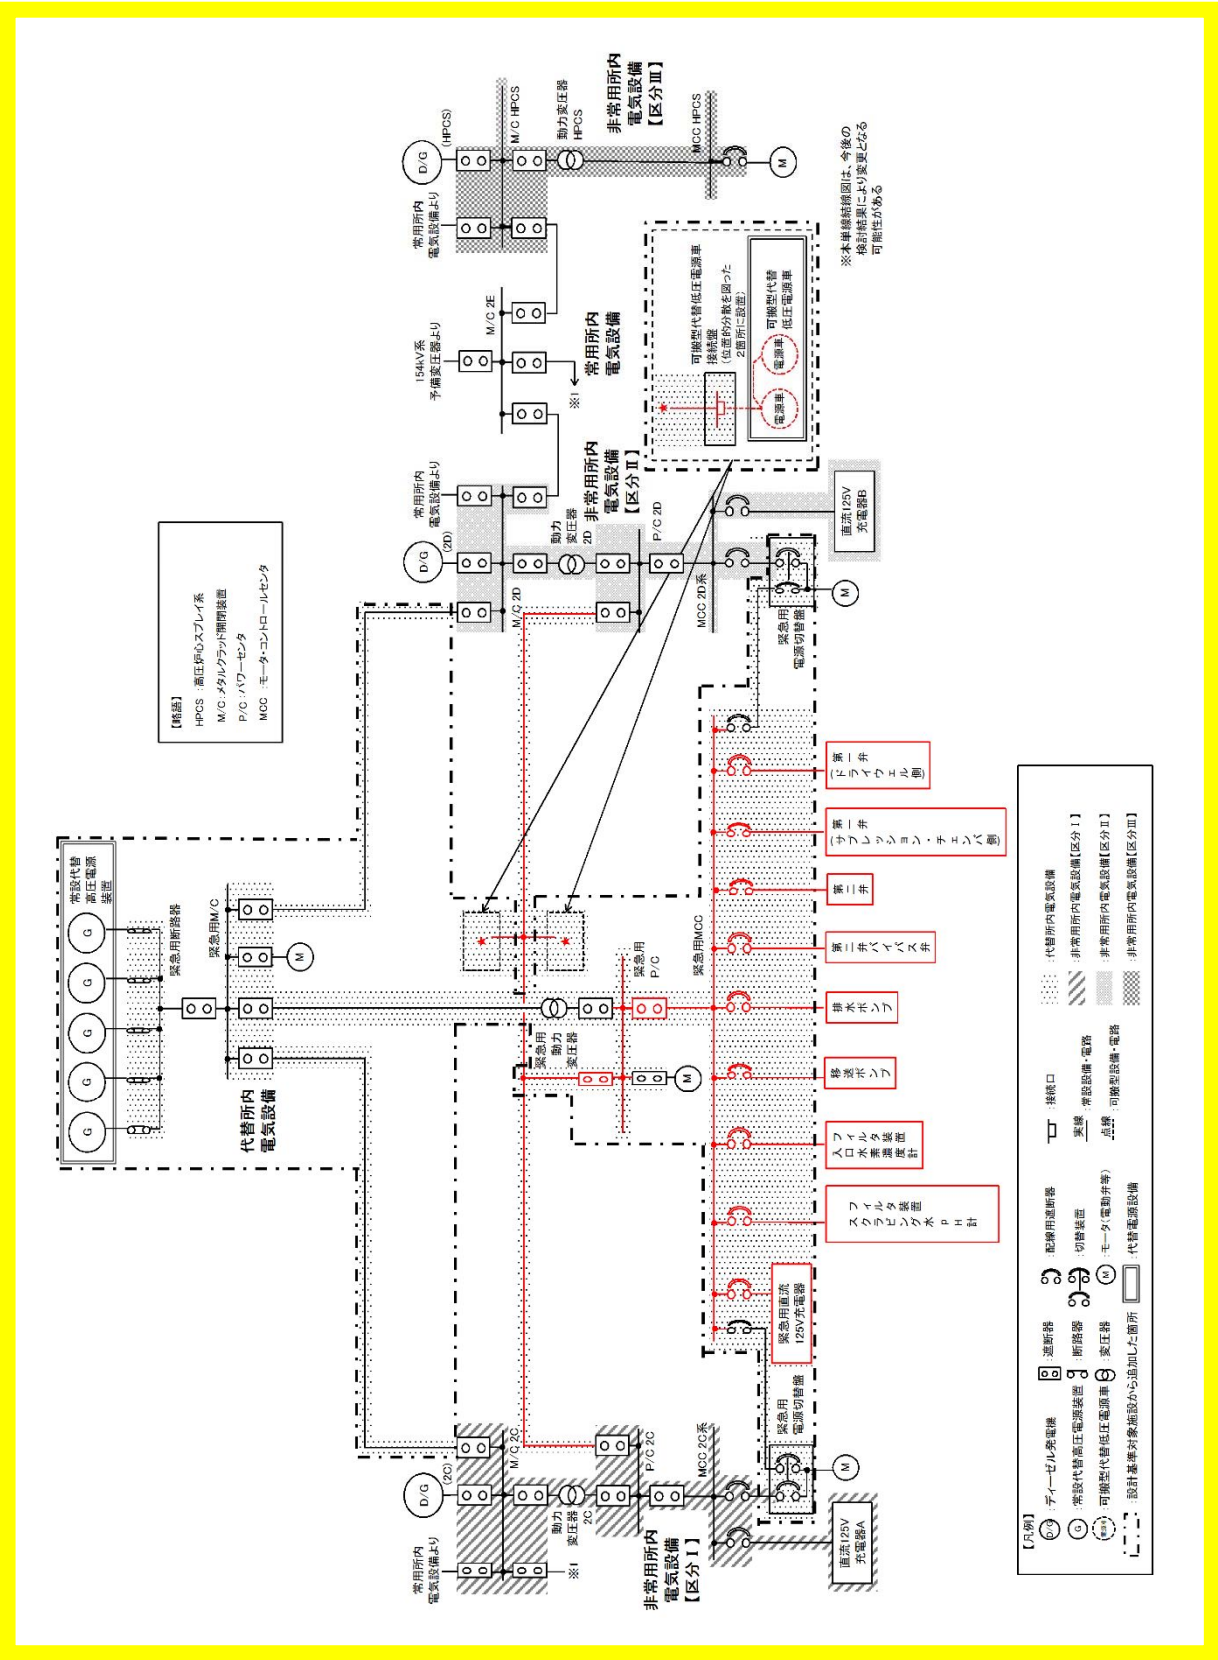 【略語】
HPCS：高圧炉心スプレイ系
M/C：メタルクラッド開閉装置
P/C：パワーセンタ
MCC：モータ・コントロールセンタ
常設代替
高圧電源
装置
G
G
G
G
G
緊急用断路器
緊急用M/C
M
代替所内
電気設備
常用所内
電気設備より
D/G
(2C)
M/C 2C
※1
動力
変圧器
2C
P/C 2C
非常用所内
電気設備
【区分Ⅰ】
MCC 2C系
直流125V
充電器A
緊急用
電源切替盤
M
緊急用
動力
変圧器
緊急用
P/C
M
緊急用MCC
緊急用直流
125V充電器
フィルタ装置
スクラビング水ＰＨ計
フィルタ装置
入口水素濃度計
移送ポンプ
排水ポンプ
第二弁バイパス弁
第二弁
第一弁
(サプレッション・チェンバ側)
第一弁
(ドライウェル側)
D/G
(2D)
常用所内
電気設備より
M/C 2D
動力
変圧器
2D
非常用所内
電気設備
【区分Ⅱ】
P/C 2D
MCC 2D系
緊急用
電源切替盤
M
直流125V
充電器B
154kV系
予備変圧器より
M/C 2E
※1
常用所内
電気設備
常用所内
電気設備より
D/G
(HPCS)
M/C HPCS
動力変圧器
HPCS
非常用所内
電気設備
【区分Ⅲ】
MCC HPCS
M
可搬型代替低圧電源車
接続盤
(位置的分散を図った
2箇所に設置)
電源車
電源車
可搬型代替
低圧電源車
※本単線結線図は、今後の
検討結果により変更となる
可能性がある
【凡例】
D/G：ディーゼル発電機
G：常設代替高圧電源装置
：可搬型代替低圧電源車
：設計基準対象施設から追加した箇所
：遮断器
：断路器
：変圧器
：配線用遮断器
：切替装置
M：モータ(電動弁等)
：代替電源設備
：接続口
実線：常設設備・電路
点線：可搬型設備・電路
：代替所内電気設備
：非常用所内電気設備【区分Ⅰ】
：非常用所内電気設備【区分Ⅱ】
：非常用所内電気設備【区分Ⅲ】